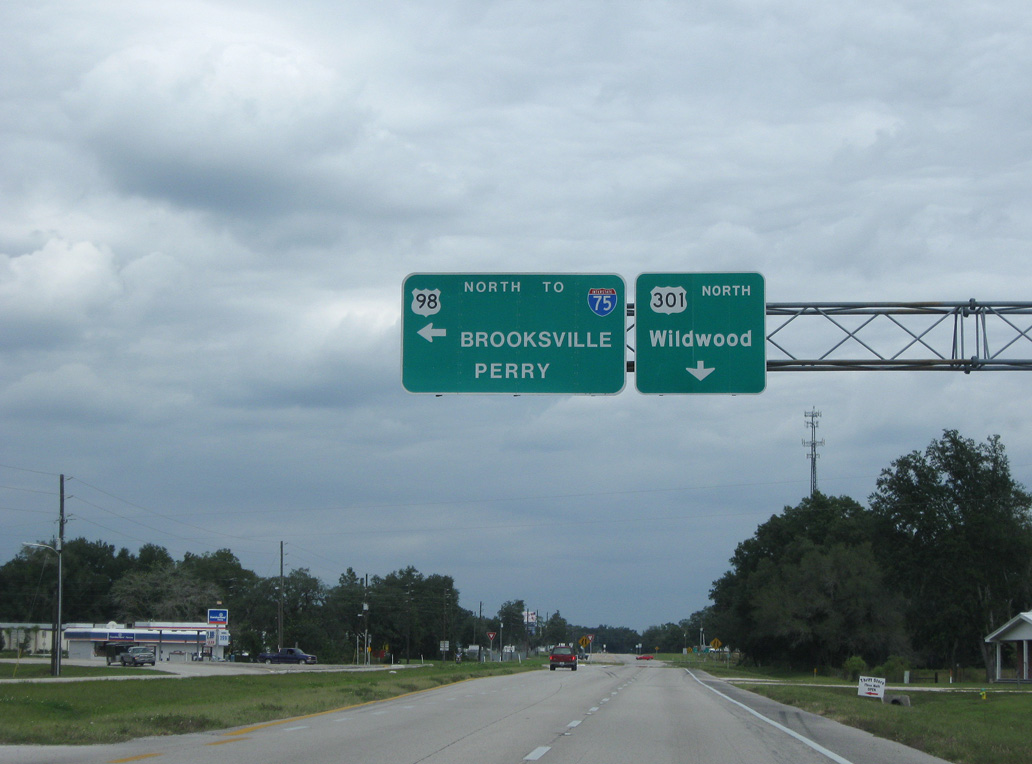 98
NORTH TO
INTERSTATE
75
BROOKSVILLE
PERRY
301
NORTH
Wildwood